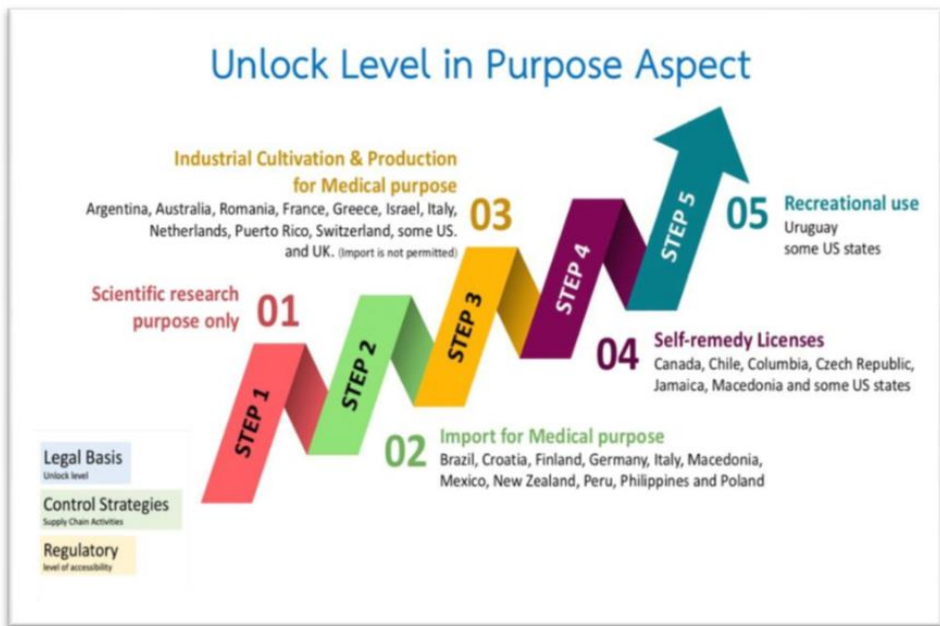 Unlock Level in Purpose Aspect
Industrial Cultivation & Production
for Medical purpose
Argentina, Australia, Romania, France, Greece, Israel, Italy,
Netherlands, Puerto Rico, Switzerland, some US.
and UK. (Import is not permitted)
03
Scientific research
purpose only
01
STEP 1
STEP 2
STEP 3
STEP 4
STEP 5
05
Recreational use
Uruguay
some US states
04
Self-remedy Licenses
Canada, Chile, Columbia, Czech Republic,
Jamaica, Macedonia and some US states
02
Import for Medical purpose
Brazil, Croatia, Finland, Germany, Italy, Macedonia,
Mexico, New Zealand, Peru, Philippines and Poland
Legal Basis
Unlock level
Control Strategies
Supply Chain Activities
Regulatory
level of accessibility